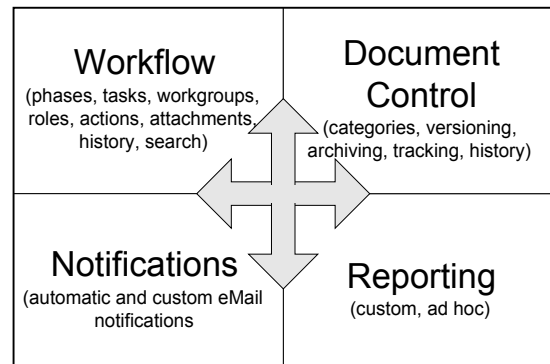 Workflow
(phases, tasks, workgroups,
roles, actions, attachments,
history, search)
Document
Control
(categories, versioning,
archiving, tracking, history)
Notifications
(automatic and custom eMail
notifications
Reporting
(custom, ad hoc)